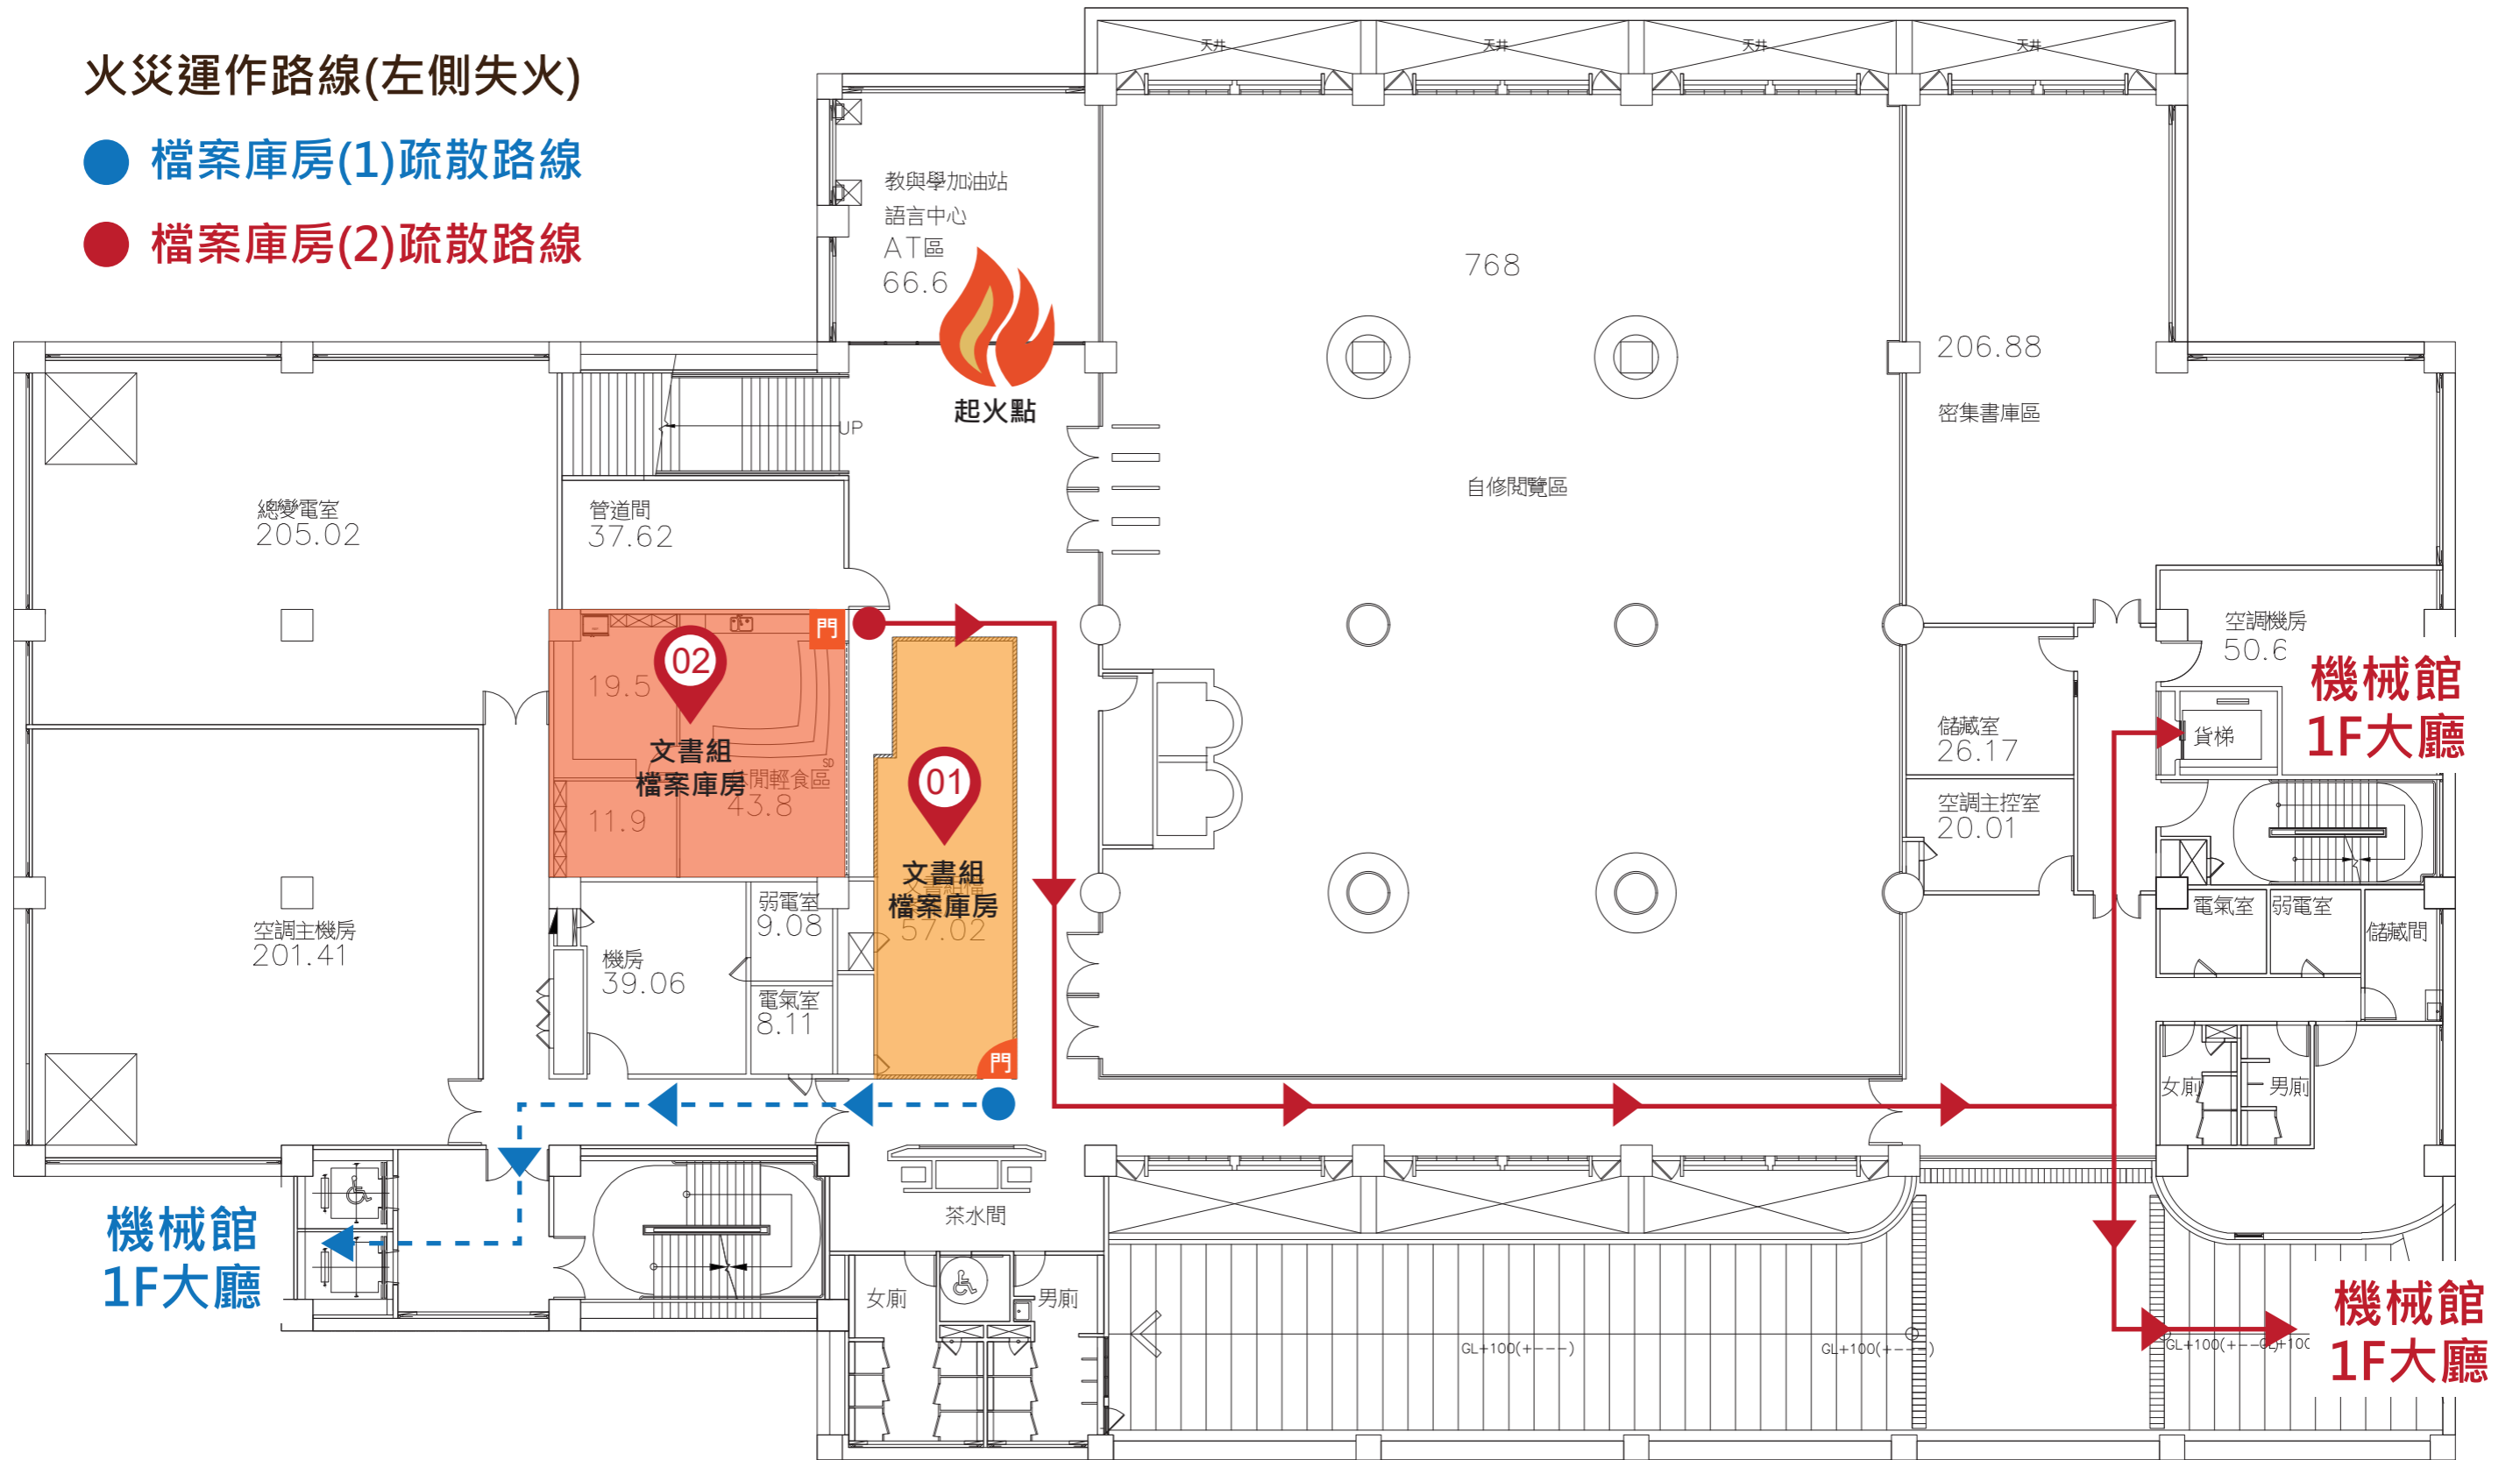 火災運作路線(左側失火)
檔案庫房(1)疏散路線
檔案庫房(2)疏散路線
天井
天井
天井
天井
教與學加油站
語言中心
AT區
66.6
起火點
768
自修閱覽區
206.88
密集書庫區
UP
總變電室
205.02
管道間
37.62
門
02
19.5
文書組
檔案庫房
休閒輕食區
43.8
SD
11.9
01
文書組
檔案庫房
57.02
門
空調機房
50.6
機械館
1F大廳
貨梯
儲藏室
26.17
空調主控室
20.01
空調主機房
201.41
機房
39.06
弱電室
9.08
電氣室
8.11
電氣室
弱電室
儲藏間
女廁
男廁
機械館
1F大廳
茶水間
女廁
男廁
GL+100(+---)
GL+100(+---)
GL+100(+---)
機械館
1F大廳